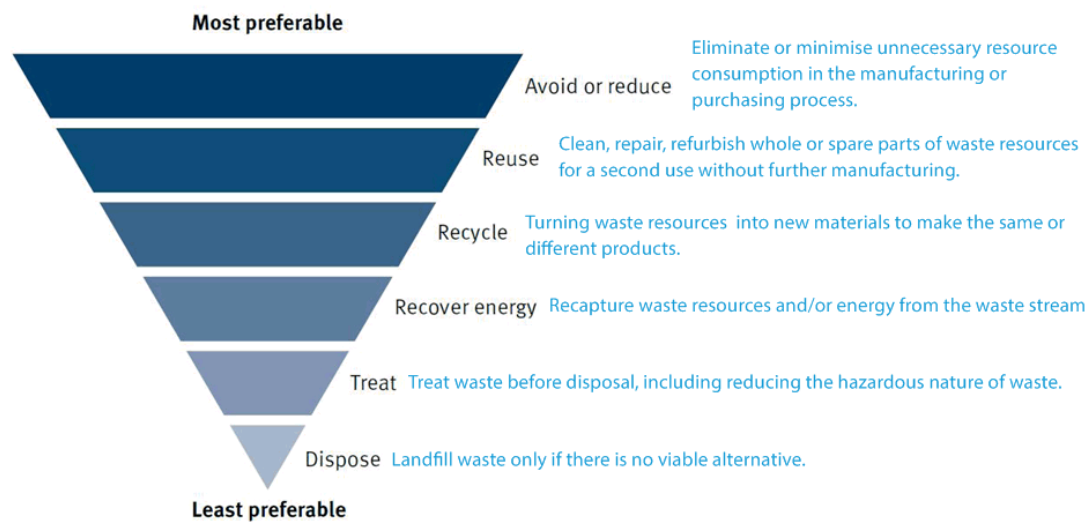 Most preferable
Avoid or reduce
Eliminate or minimise unnecessary resource
consumption in the manufacturing or
purchasing process.
Reuse
Clean, repair, refurbish whole or spare parts of waste resources
for a second use without further manufacturing.
Recycle
Turning waste resources into new materials to make the same or
different products.
Recover energy
Recapture waste resources and/or energy from the waste stream
Treat
Treat waste before disposal, including reducing the hazardous nature of waste.
Dispose
Landfill waste only if there is no viable alternative.
Least preferable